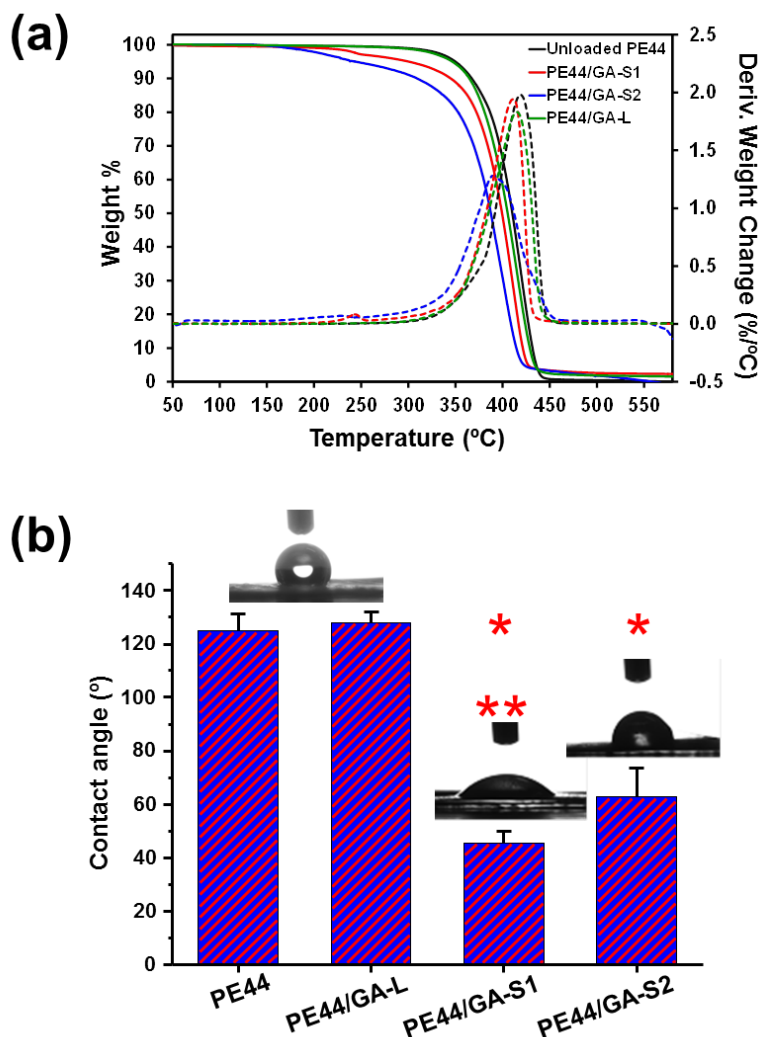 (a)
100
90
80
70
60
50
40
30
20
10
0
Weight %
2.5
2.0
1.5
1.0
0.5
0.0
-0.5
Deriv. Weight Change (%/ºC)
Unloaded PE44
PE44/GA-S1
PE44/GA-S2
PE44/GA-L
50 100 150 200 250 300 350 400 450 500 550
Temperature (ºC)
(b)
140
120
100
80
60
40
20
0
Contact angle (º)
* *
**
PE44 PE44/GA-L PE44/GA-S1 PE44/GA-S2